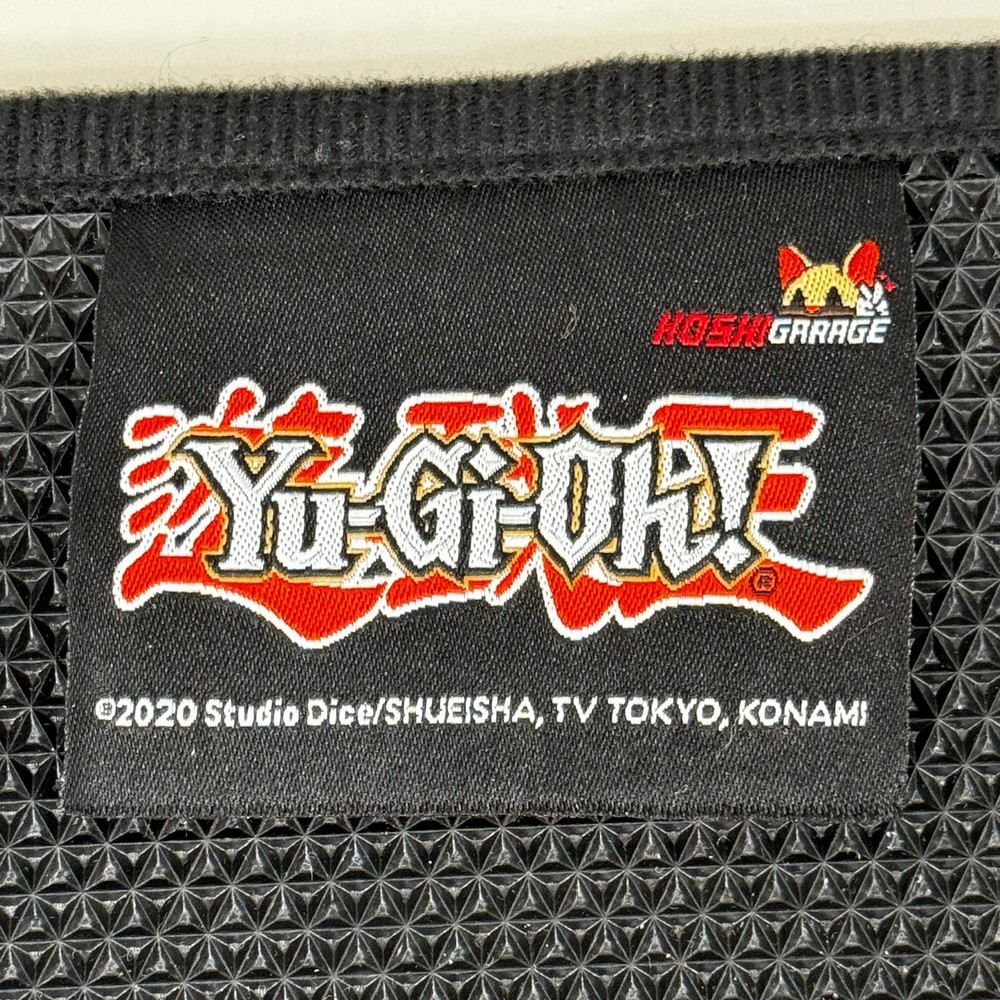 HOSHIGARAGE
Yu-Gi-Oh!
©2020 Studio Dice/SHUEISHA, TV TOKYO, KONAMI